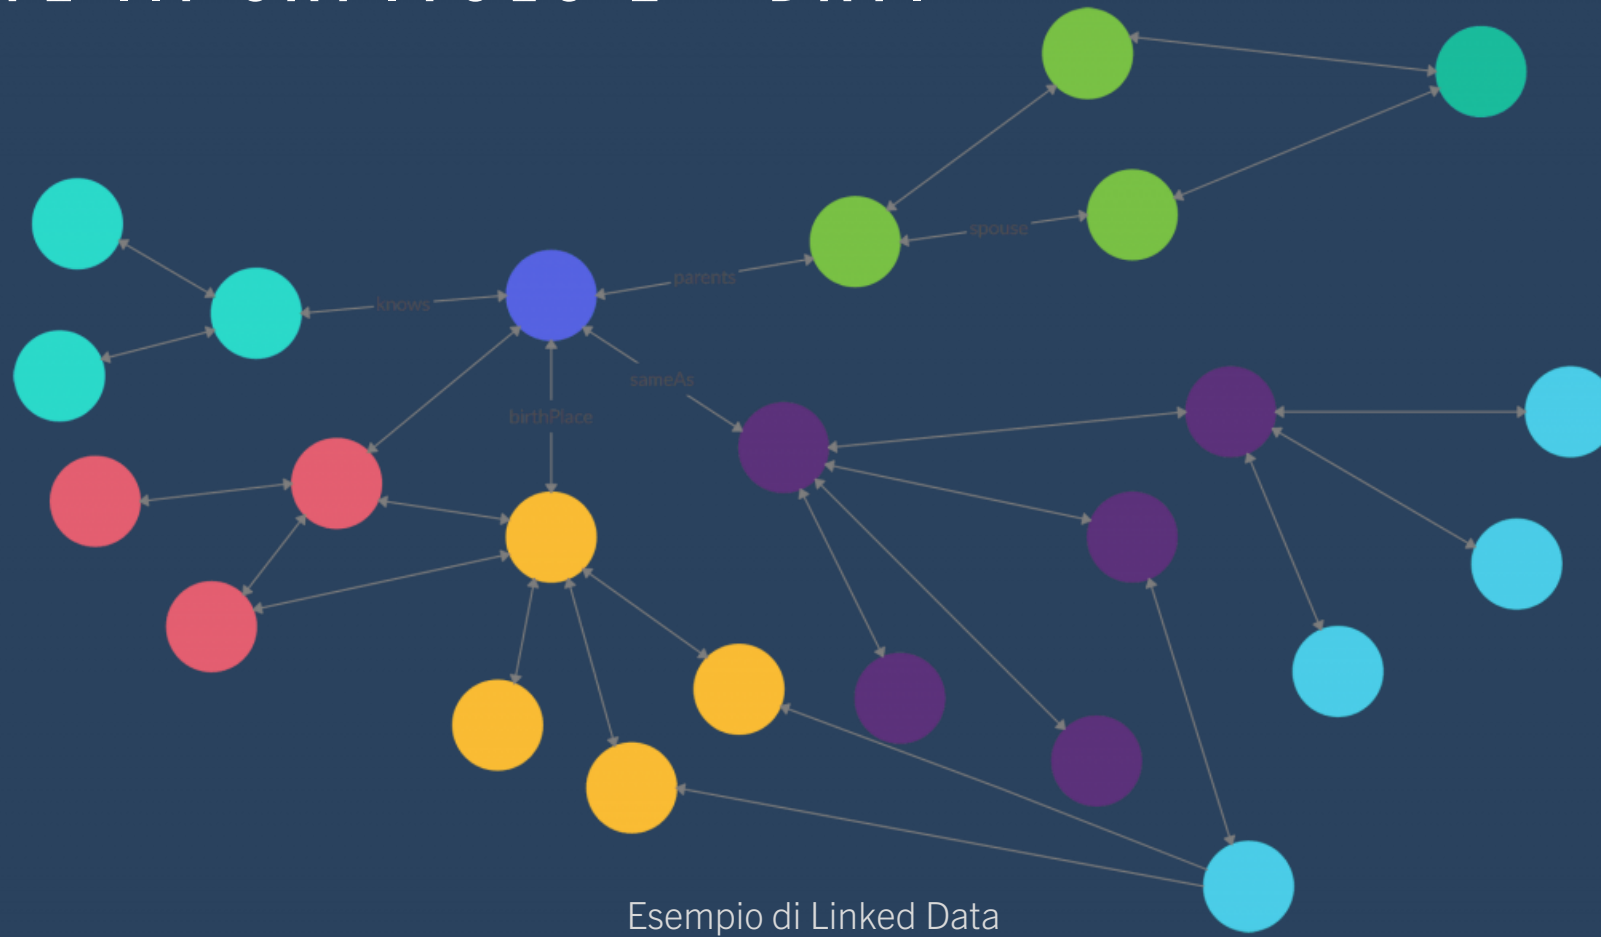 spouse
parents
knows
sameAs
birthPlace
Esempio di Linked Data